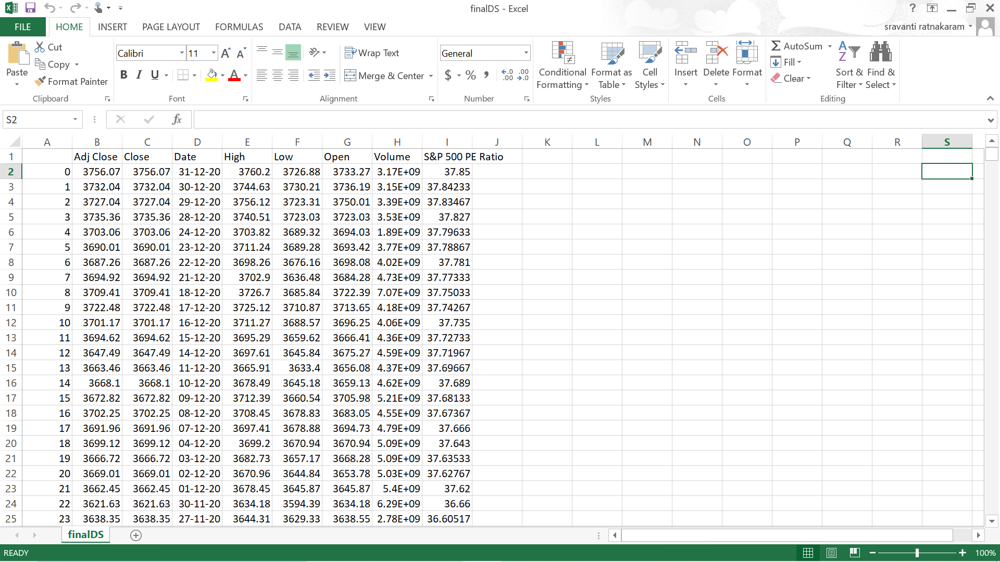 finalDS - Excel
FILE HOME INSERT PAGE LAYOUT FORMULAS DATA REVIEW VIEW sravanti ratnakaram
Paste
Cut
Copy
Format Painter
Clipboard
Calibri 11
B I U A
Font
Wrap Text
Merge & Center
Alignment
General
$ % , .00 .00
Number
Conditional Formatting
Format as Table
Cell Styles
Styles
Insert Delete Format
Cells
AutoSum
Fill
Clear
Sort & Filter
Find & Select
Editing
S2 fx
A B C D E F G H I J K L M N O P Q R S
1 Adj Close Close Date High Low Open Volume S&P 500 PE Ratio
2 0 3756.07 3756.07 31-12-20 3760.2 3726.88 3733.27 3.17E+09 37.85
3 1 3732.04 3732.04 30-12-20 3744.63 3730.21 3736.19 3.15E+09 37.84233
4 2 3727.04 3727.04 29-12-20 3756.12 3723.31 3750.01 3.39E+09 37.83467
5 3 3735.36 3735.36 28-12-20 3740.51 3723.03 3723.03 3.53E+09 37.827
6 4 3703.06 3703.06 24-12-20 3703.82 3689.32 3694.03 1.89E+09 37.79633
7 5 3690.01 3690.01 23-12-20 3711.24 3689.28 3693.42 3.77E+09 37.78867
8 6 3687.26 3687.26 22-12-20 3698.26 3676.16 3698.08 4.02E+09 37.781
9 7 3694.92 3694.92 21-12-20 3702.9 3636.48 3684.28 4.73E+09 37.77333
10 8 3709.41 3709.41 18-12-20 3726.7 3685.84 3722.39 7.07E+09 37.75033
11 9 3722.48 3722.48 17-12-20 3725.12 3710.87 3713.65 4.18E+09 37.74267
12 10 3701.17 3701.17 16-12-20 3711.27 3688.57 3696.25 4.06E+09 37.735
13 11 3694.62 3694.62 15-12-20 3695.29 3659.62 3666.41 4.36E+09 37.72733
14 12 3647.49 3647.49 14-12-20 3697.61 3645.84 3675.27 4.59E+09 37.71967
15 13 3663.46 3663.46 11-12-20 3665.91 3633.4 3656.08 4.37E+09 37.69667
16 14 3668.1 3668.1 10-12-20 3678.49 3645.18 3659.13 4.62E+09 37.689
17 15 3672.82 3672.82 09-12-20 3712.39 3660.54 3705.98 5.21E+09 37.68133
18 16 3702.25 3702.25 08-12-20 3708.45 3678.83 3683.05 4.55E+09 37.67367
19 17 3691.96 3691.96 07-12-20 3697.41 3678.88 3694.73 4.79E+09 37.666
20 18 3699.12 3699.12 04-12-20 3699.2 3670.94 3670.94 5.09E+09 37.643
21 19 3666.72 3666.72 03-12-20 3682.73 3657.17 3668.28 5.09E+09 37.63533
22 20 3669.01 3669.01 02-12-20 3670.96 3644.84 3653.78 5.03E+09 37.62767
23 21 3662.45 3662.45 01-12-20 3678.45 3645.87 3645.87 5.4E+09 37.62
24 22 3621.63 3621.63 30-11-20 3634.18 3594.39 3634.18 6.29E+09 36.66
25 23 3638.35 3638.35 27-11-20 3644.31 3629.33 3638.55 2.78E+09 36.60517
finalDS
READY 100%